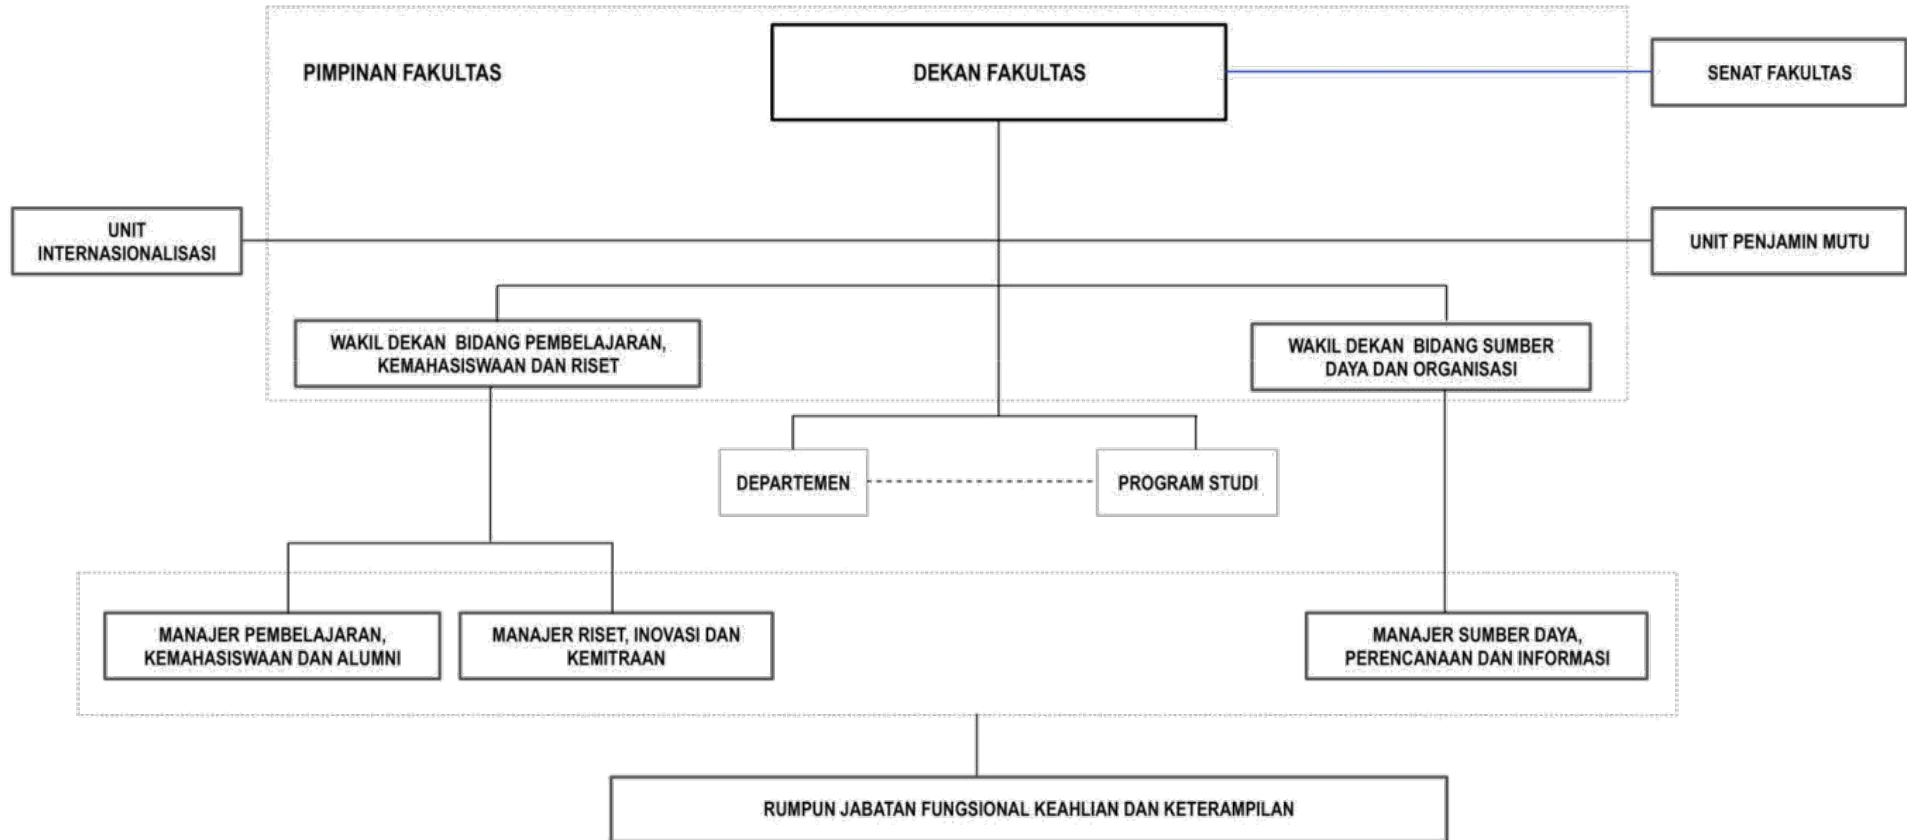 PIMPINAN FAKULTAS
DEKAN FAKULTAS
SENAT FAKULTAS
UNIT
INTERNASIONALISASI
UNIT PENJAMIN MUTU
WAKIL DEKAN BIDANG PEMBELAJARAN,
KEMAHASISWAAN DAN RISET
WAKIL DEKAN BIDANG SUMBER
DAYA DAN ORGANISASI
DEPARTEMEN
PROGRAM STUDI
MANAJER PEMBELAJARAN,
KEMAHASISWAAN DAN ALUMNI
MANAJER RISET, INOVASI DAN
KEMITRAAN
MANAJER SUMBER DAYA,
PERENCANAAN DAN INFORMASI
RUMPUN JABATAN FUNGSIONAL KEAHLIAN DAN KETERAMPILAN